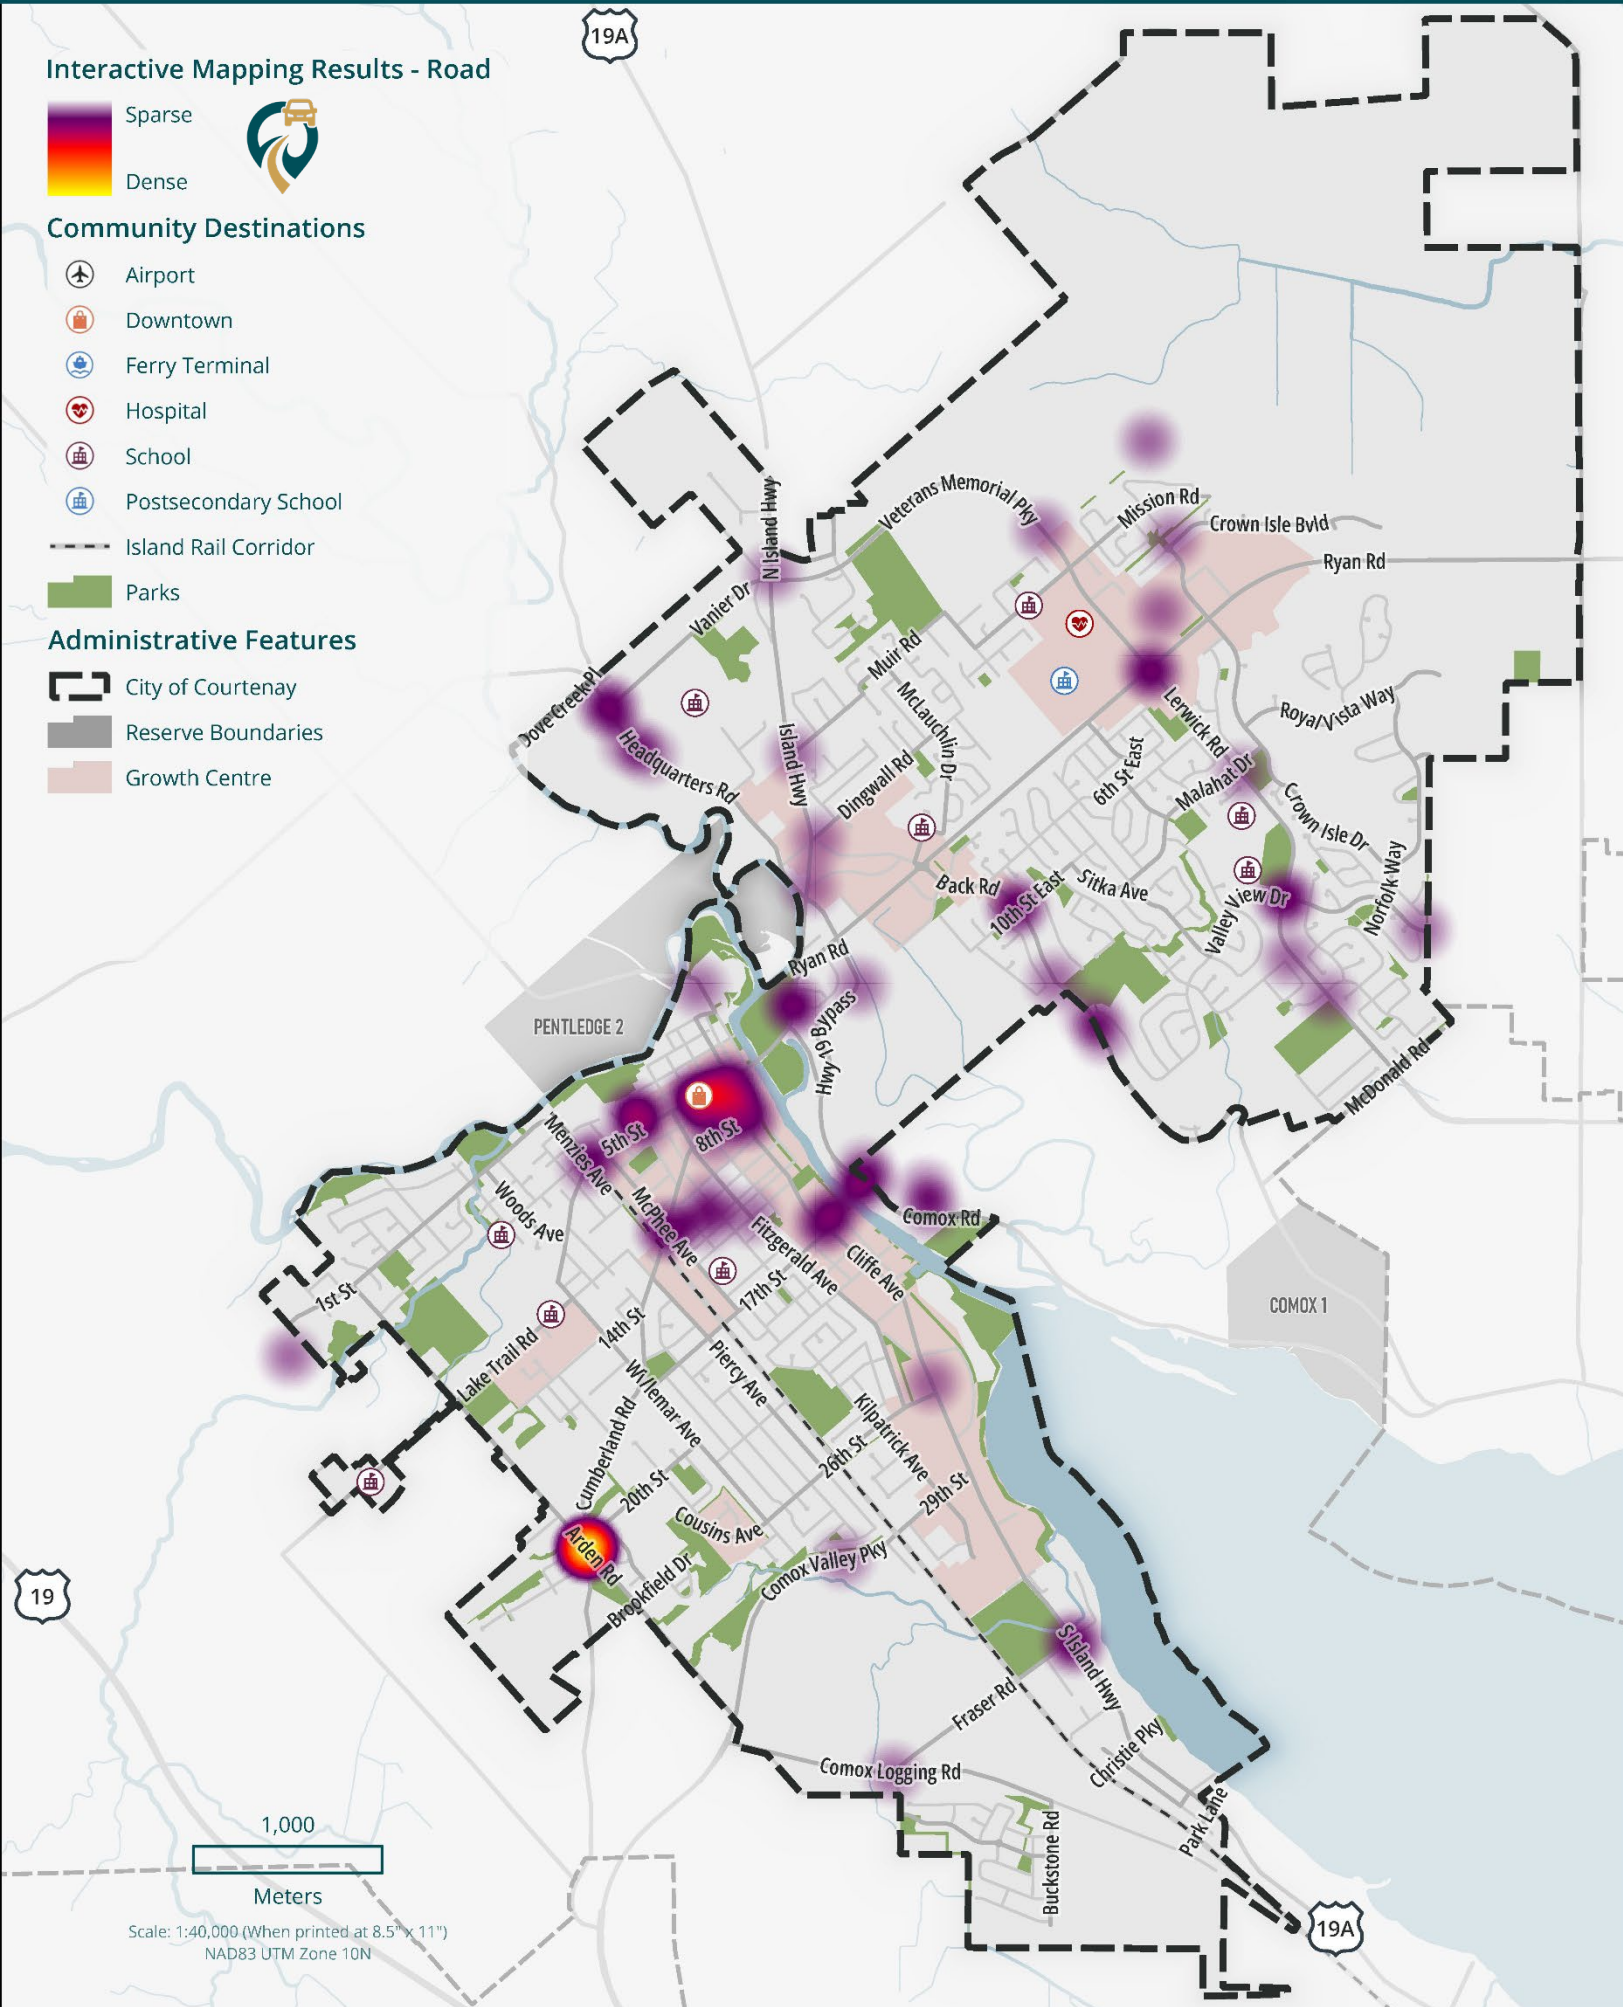 19A
Interactive Mapping Results - Road
Sparse
Dense
Community Destinations
Airport
Downtown
Ferry Terminal
Hospital
School
Postsecondary School
Island Rail Corridor
Parks
Administrative Features
City of Courtenay
Reserve Boundaries
Growth Centre
N Island Hwy
Veterans Memorial Pky
Mission Rd
Crown Isle Bvld
Ryan Rd
Vanier Dr
Muir Rd
Dove Creek Pl
Headquarters Rd
Island Hwy
McLauchlin Dr
Dingwall Rd
Lerwick Rd
Royal Vista Way
6th St East
Malahat Dr
Crown Isle Dr
Back Rd
10th St East
Sitka Ave
Valley View Dr
Norfolk Way
Ryan Rd
Hwy 19 Bypass
PENTLEDGE 2
McDonald Rd
Menzies Ave
5th St
8th St
Woods Ave
McPhee Ave
Fitzgerald Ave
Cliffe Ave
Comox Rd
17th St
1st St
COMOX 1
14th St
Lake Trail Rd
Piercy Ave
Willemar Ave
Kilpatrick Ave
Cumberland Rd
26th St
20th St
29th St
Cousins Ave
Arden Rd
Comox Valley Pky
Brookfield Dr
19
S Island Hwy
Fraser Rd
Christie Pky
Comox Logging Rd
Park Lane
Buckstone Rd
1,000
Meters
Scale: 1:40,000 (When printed at 8.5" x 11")
NAD83 UTM Zone 10N
19A